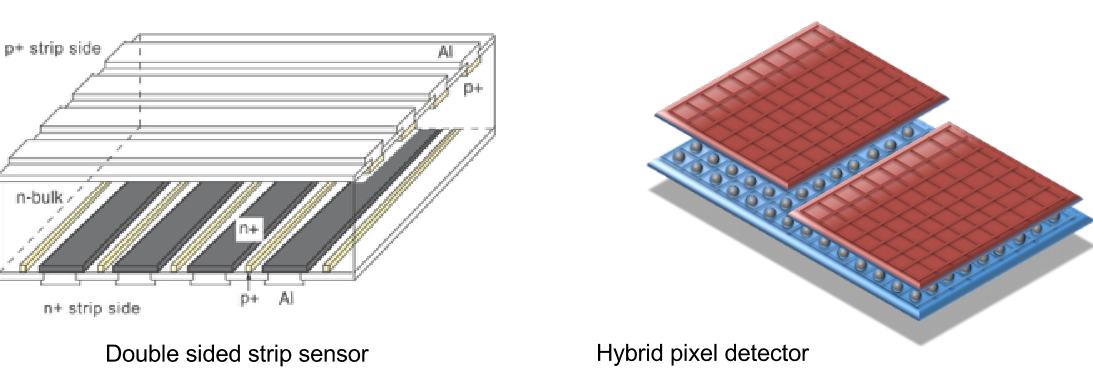 p+ strip side
Al
p+
n-bulk
n+
p+
Al
n+ strip side
Double sided strip sensor
Hybrid pixel detector